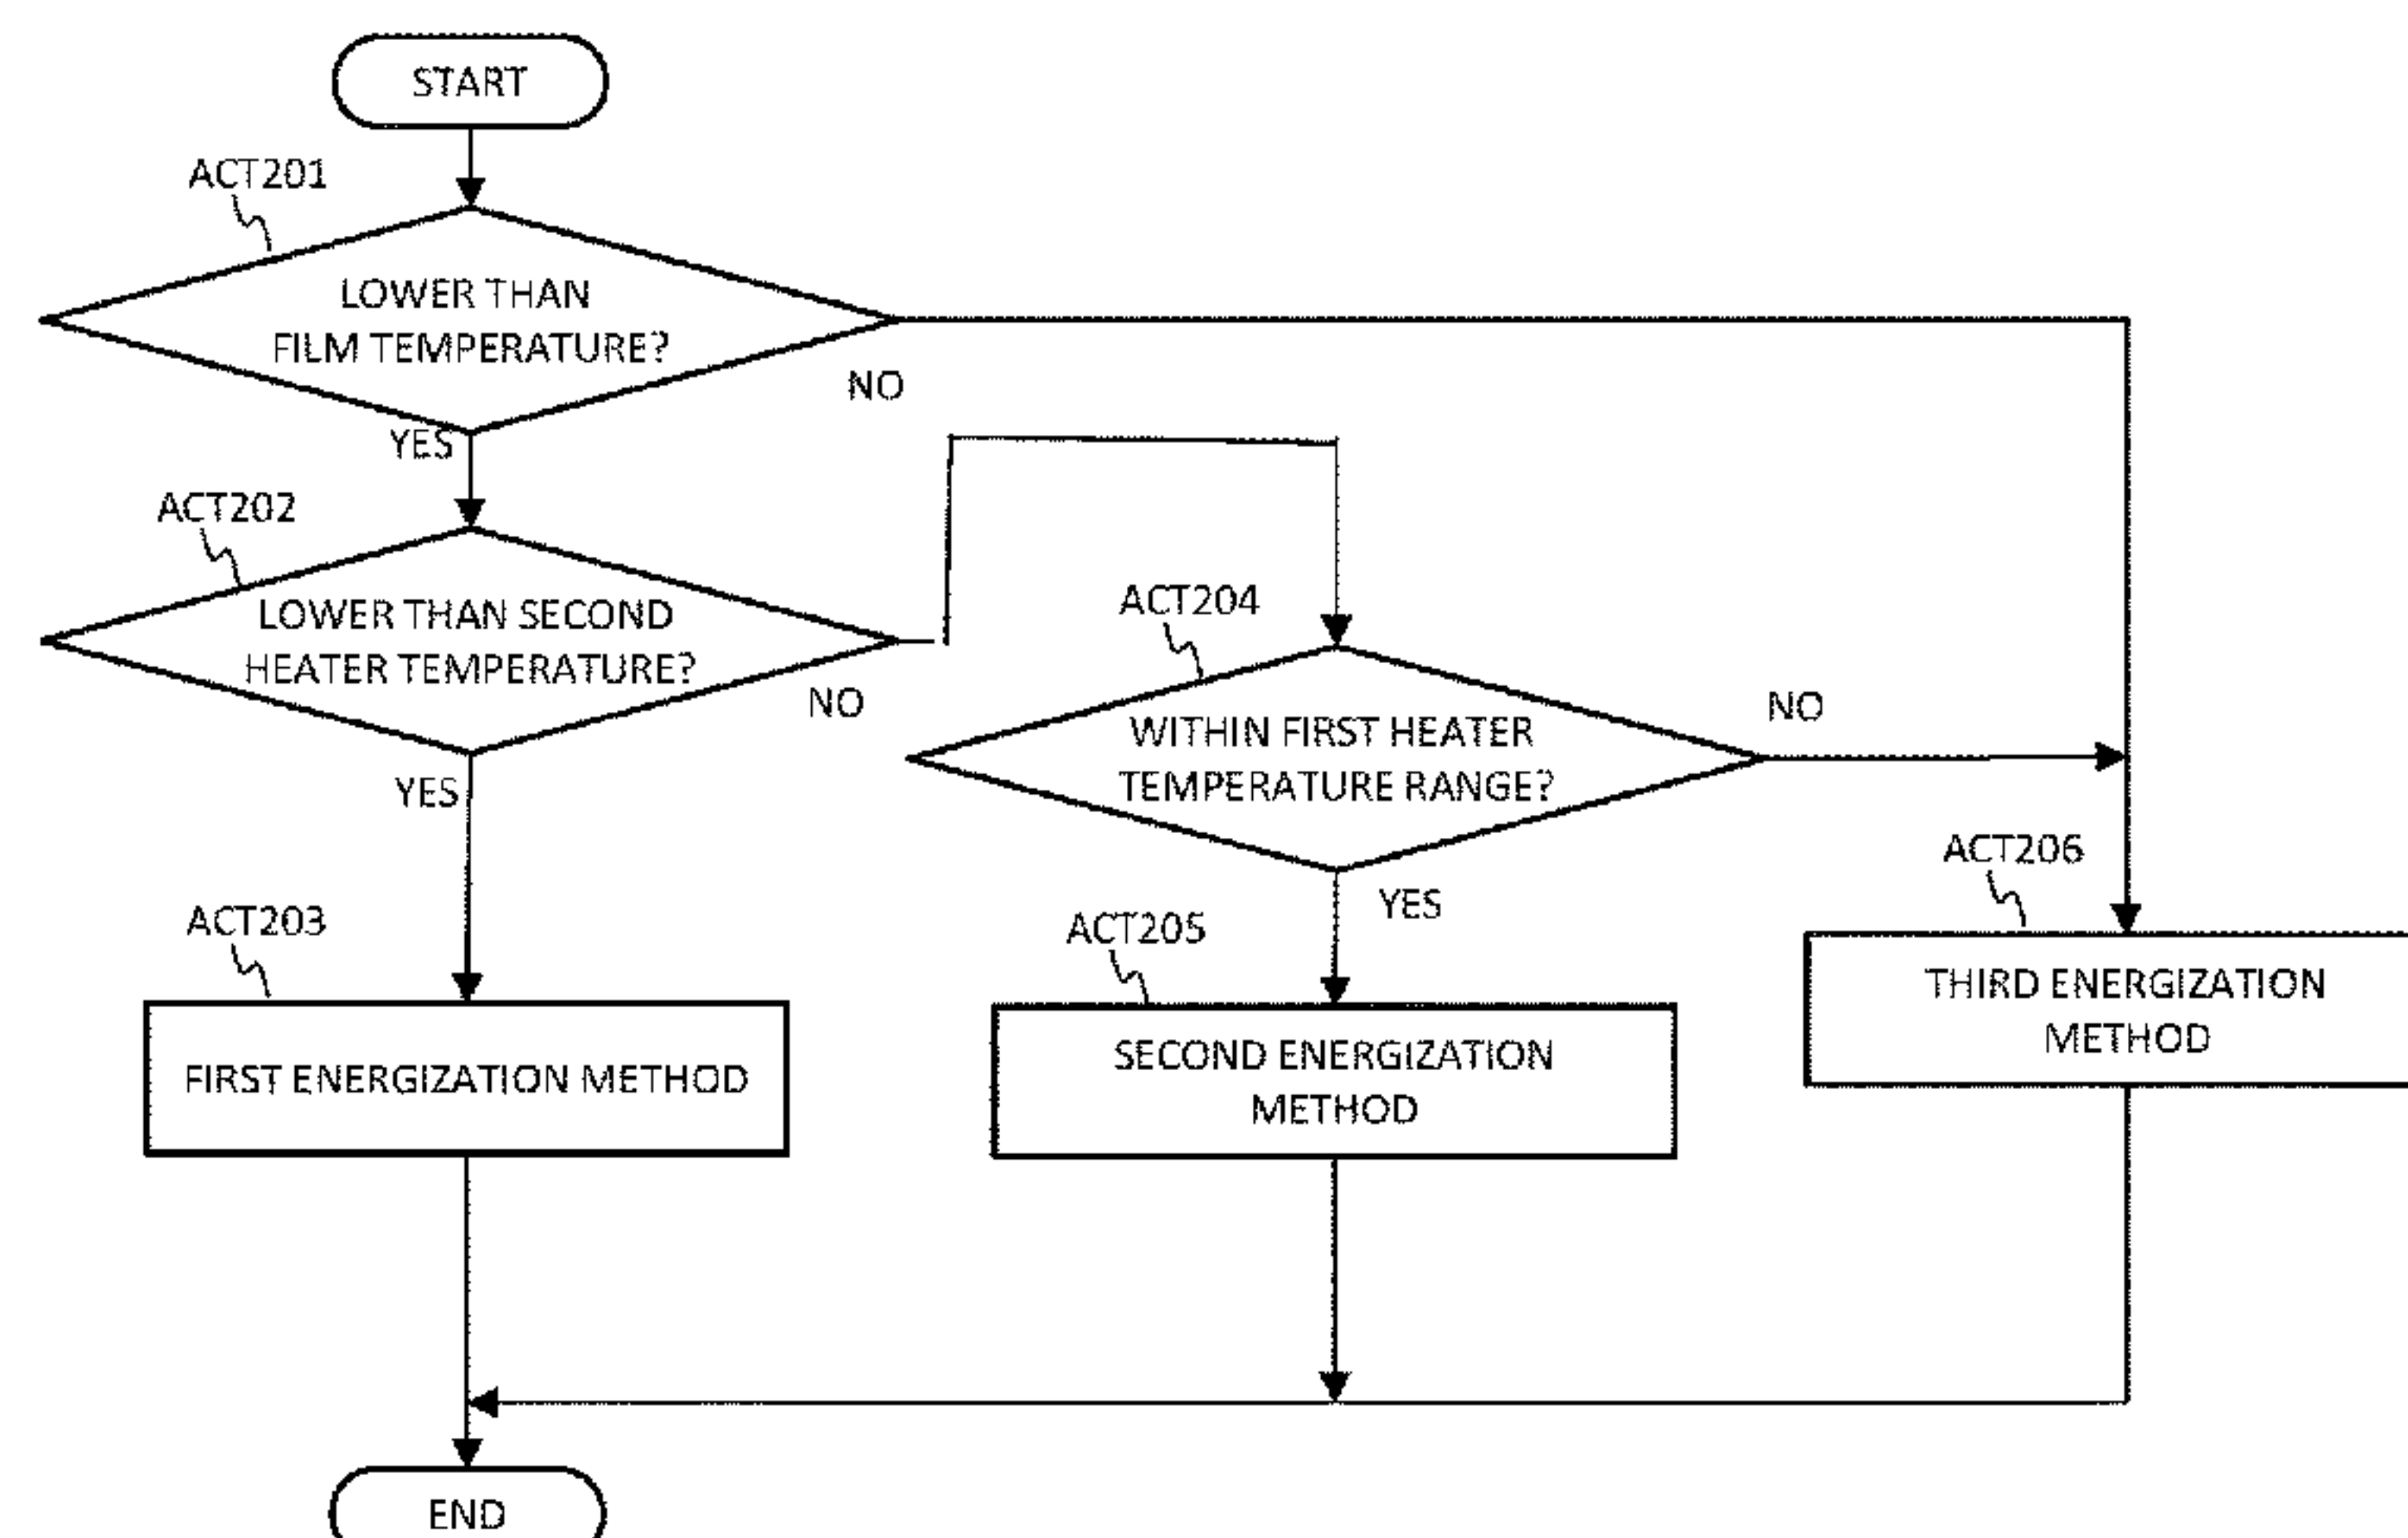 START
ACT201
LOWER THAN
FILM TEMPERATURE?
NO
YES
ACT202
LOWER THAN SECOND
HEATER TEMPERATURE?
NO
YES
ACT204
WITHIN FIRST HEATER
TEMPERATURE RANGE?
NO
YES
ACT203
FIRST ENERGIZATION METHOD
ACT205
SECOND ENERGIZATION
METHOD
ACT206
THIRD ENERGIZATION
METHOD
END